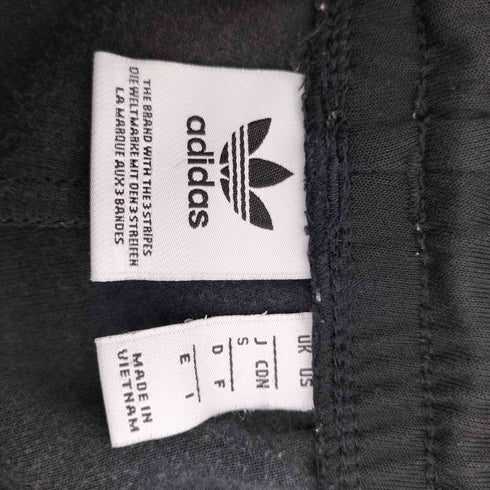 adidas
THE BRAND WITH THE 3 STRIPES
DIE WELTMARKE MIT DEN 3 STREIFEN
LA MARQUE AUX 3 BANDES
UK US
J CDN
S
D F
E I
MADE IN
VIETNAM